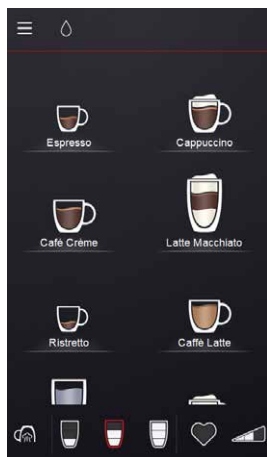 Espresso
Cappuccino
Café Crème
Latte Macchiato
Ristretto
Caffè Latte